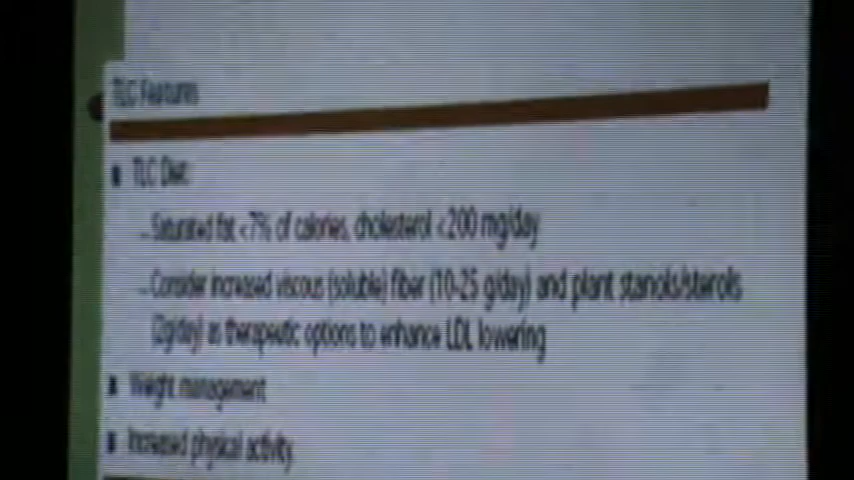 TLC Features
TLC Diet:
Saturated fat <7% of calories, cholesterol <200 mg/day
Consider increased viscous (soluble) fiber (10-25 g/day) and plant stanols/sterols
(2g/day) as therapeutic options to enhance LDL lowering
Weight management
Increased physical activity